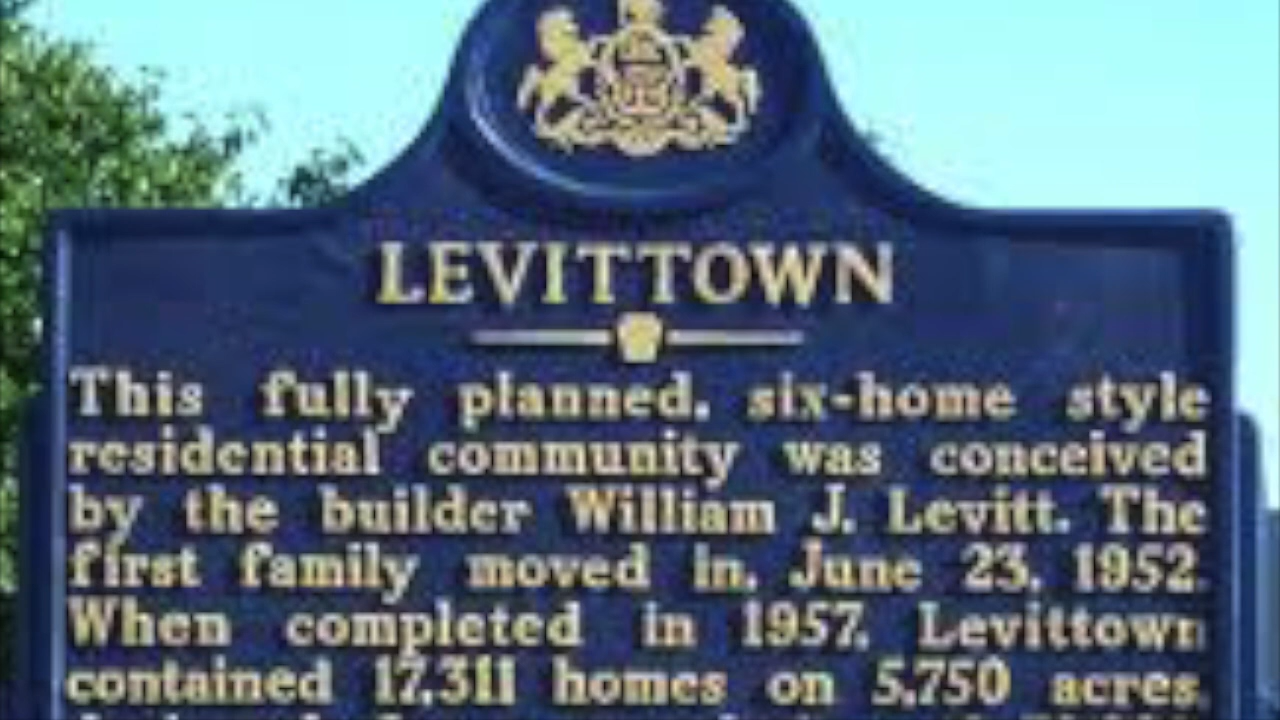 LEVITTOWN
This fully planned, six-home style
residential community was conceived
by the builder William J. Levitt. The
first family moved in, June 23, 1952.
When completed in 1957, Levittown
contained 17,311 homes on 5,750 acres.